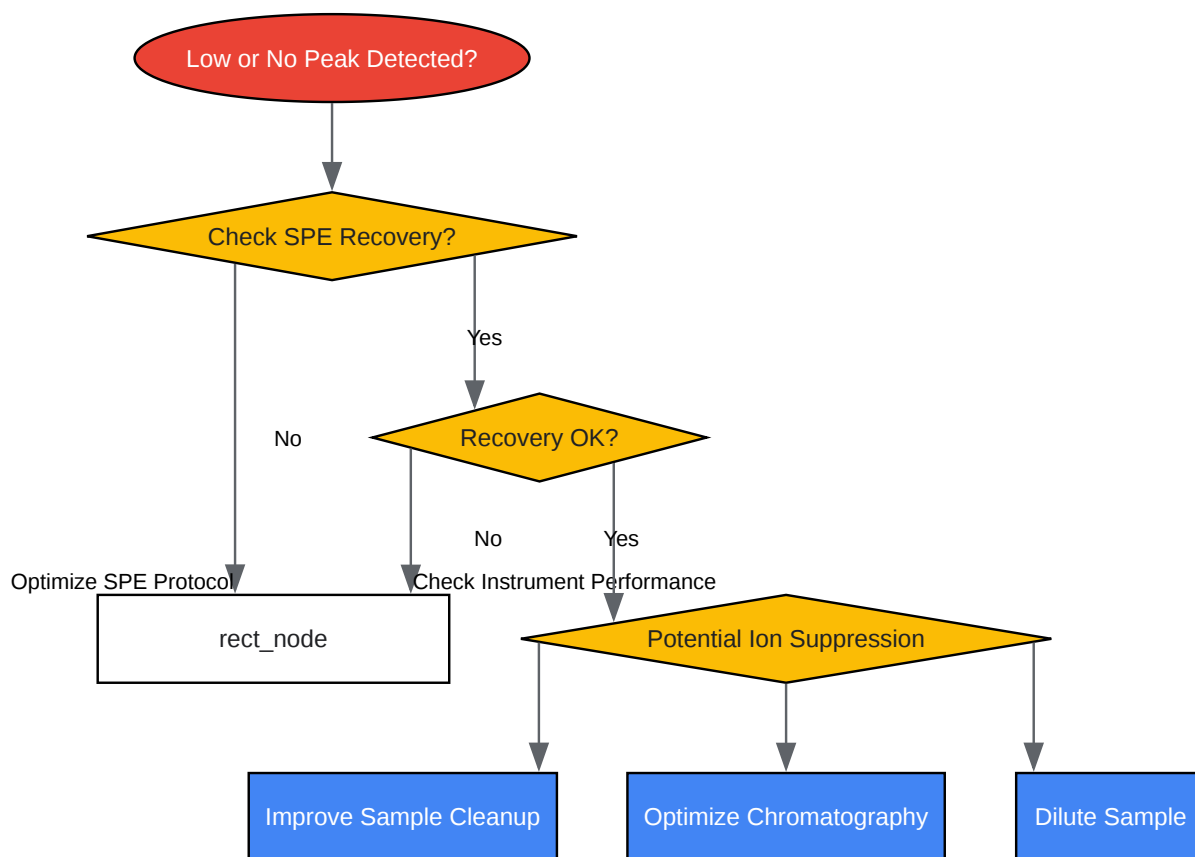 Low or No Peak Detected?
Check SPE Recovery?
Yes
No
Recovery OK?
No
Yes
Optimize SPE Protocol
Check Instrument Performance
rect_node
Potential Ion Suppression
Improve Sample Cleanup
Optimize Chromatography
Dilute Sample